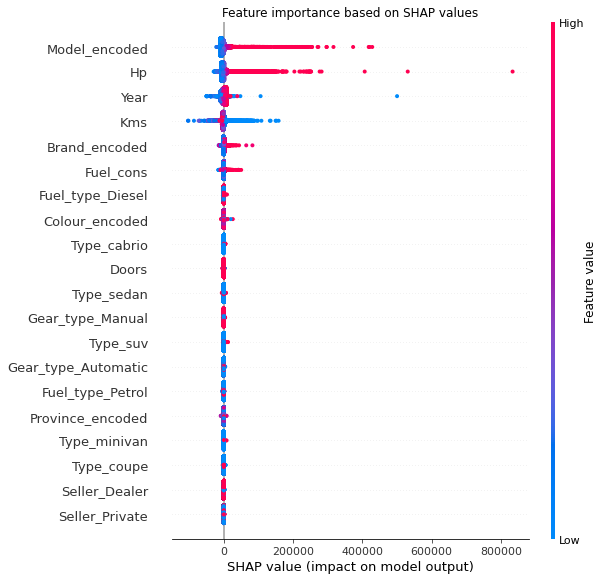 Feature importance based on SHAP values
High
Model_encoded
Hp
Year
Kms
Brand_encoded
Fuel_cons
Fuel_type_Diesel
Colour_encoded
Type_cabrio
Doors
Type_sedan
Gear_type_Manual
Type_suv
Gear_type_Automatic
Fuel_type_Petrol
Province_encoded
Type_minivan
Type_coupe
Seller_Dealer
Seller_Private
Feature value
Low
0 200000 400000 600000 800000
SHAP value (impact on model output)